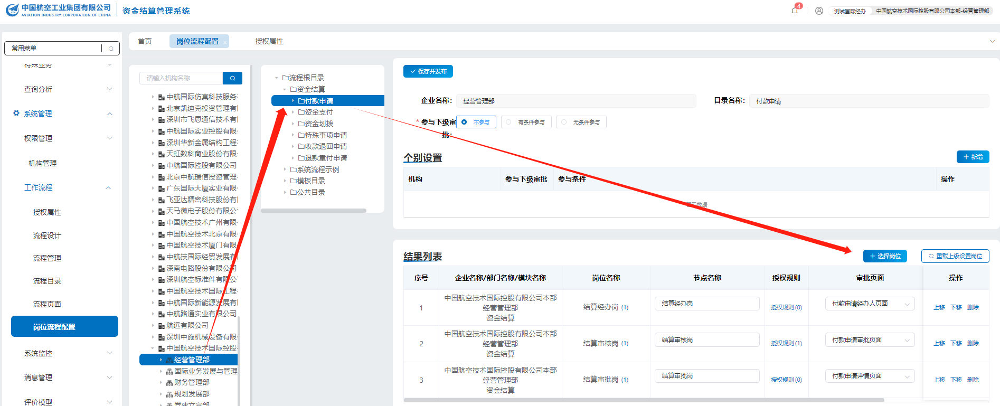 中国航空工业集团有限公司
AVIATION INDUSTRY CORPORATION OF CHINA
资金结算管理系统
4
测试国际经办
中国航空技术国际控股有限公司本部-经营管理部
常用菜单
特殊业务
查询分析
系统管理
权限管理
机构管理
工作流程
授权属性
流程设计
流程管理
流程目录
流程页面
岗位流程配置
系统监控
消息管理
评价模型
首页
岗位流程配置
授权属性
请输入机构名称
中航国际仿真科技服务
北京凯迪克投资管理有
深圳市飞思通信技术有
中航国际实业控股有限
深圳华新金属结构工程
天虹数科商业股份有限
中航国际控股有限公司
北京中航瑞信投资管理
广东国际大厦实业有限
飞亚达精密科技股份有
天马微电子股份有限公
中国航空技术广州有限
中国航空技术北京有限
中国航空技术厦门有限
中航技国际经贸发展有
深南电路股份有限公司
深圳航空标准件有限公
中国航空技术国际工程
中航国际新能源发展有
中航路通实业有限公司
航远有限公司
深圳中施机械设备有限
中国航空技术国际控股
经营管理部
国际业务发展与管理
财务管理部
规划发展部
党建文宣部
流程根目录
资金结算
付款申请
资金支付
资金划拨
特殊事项申请
收款退回申请
退款重付申请
系统流程示例
模板目录
公共目录
保存并发布
企业名称: 经营管理部
目录名称: 付款申请
* 参与下级审批: 不参与 有条件参与 无条件参与
个别设置
新增
机构 参与下级审批 参与条件 操作
暂无数据
结果列表
选择岗位
重载上级设置岗位
序号 企业名称/部门名称/模块名称 岗位名称 节点名称 授权规则 审批页面 操作
1
中国航空技术国际控股有限公司本部
经营管理部
资金结算
结算经办岗 (1)
结算经办岗
授权规则(0)
付款申请经办人页面
上移 下移 删除
2
中国航空技术国际控股有限公司本部
经营管理部
资金结算
结算审核岗 (1)
结算审核岗
授权规则(1)
付款申请审批页面
上移 下移 删除
3
中国航空技术国际控股有限公司本部
经营管理部
资金结算
结算审批岗 (1)
结算审批岗
授权规则(0)
付款申请详情页面
上移 下移 删除